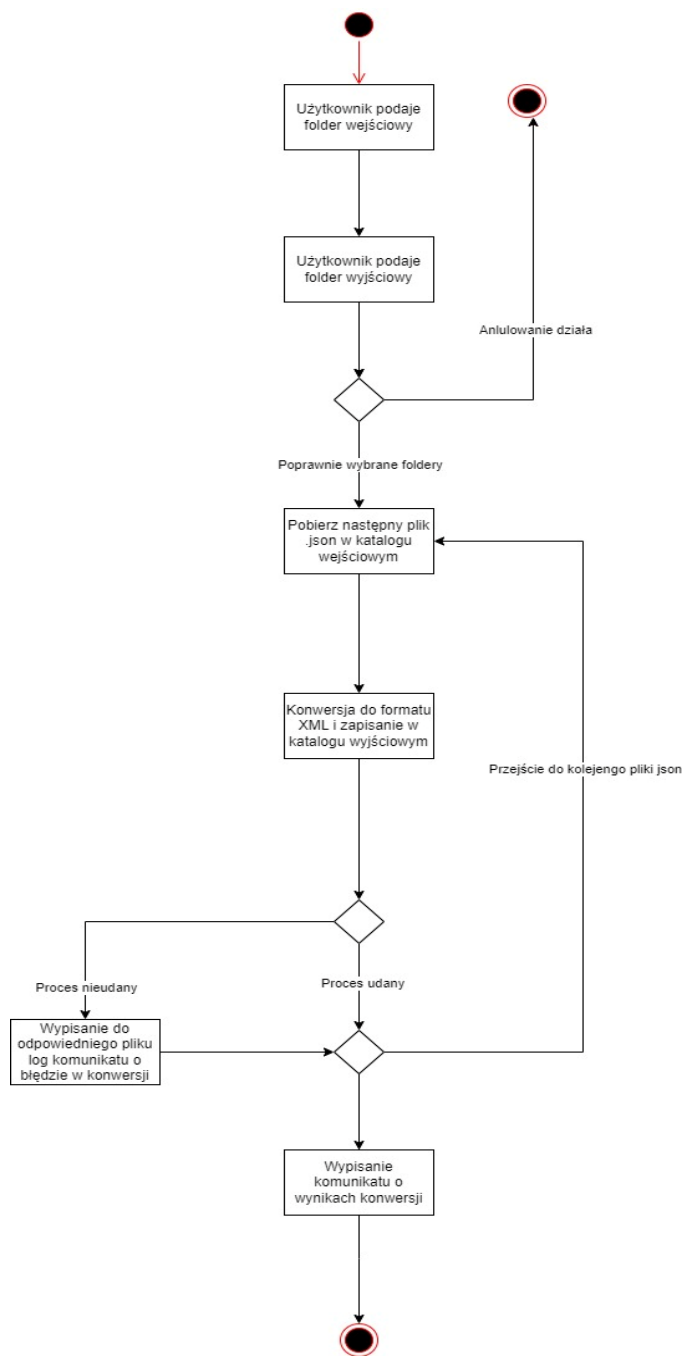 Użytkownik podaje
folder wejściowy
Użytkownik podaje
folder wyjściowy
Anlulowanie działa
Poprawnie wybrane foldery
Pobierz następny plik
.json w katalogu
wejściowym
Konwersja do formatu
XML i zapisanie w
katalogu wyjściowym
Przejście do kolejengo pliki json
Proces nieudany
Proces udany
Wypisanie do
odpowiedniego pliku
log komunikatu o
błędzie w konwersji
Wypisanie
komunikatu o
wynikach konwersji